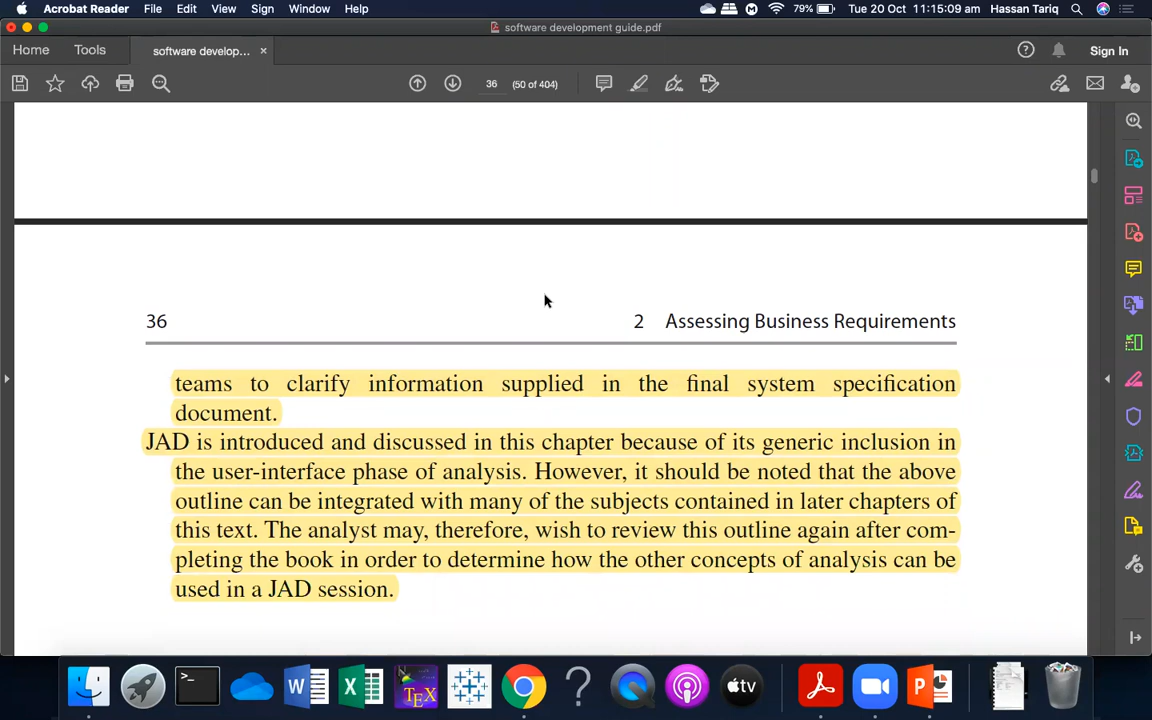 Acrobat Reader File Edit View Sign Window Help 79% Tue 20 Oct 11:15:09 am Hassan Tariq
software development guide.pdf
Home Tools software develop... × Sign In
36 (50 of 404)
36 2 Assessing Business Requirements
teams to clarify information supplied in the final system specification
document.
JAD is introduced and discussed in this chapter because of its generic inclusion in
the user-interface phase of analysis. However, it should be noted that the above
outline can be integrated with many of the subjects contained in later chapters of
this text. The analyst may, therefore, wish to review this outline again after com-
pleting the book in order to determine how the other concepts of analysis can be
used in a JAD session.
W X TEX tv P